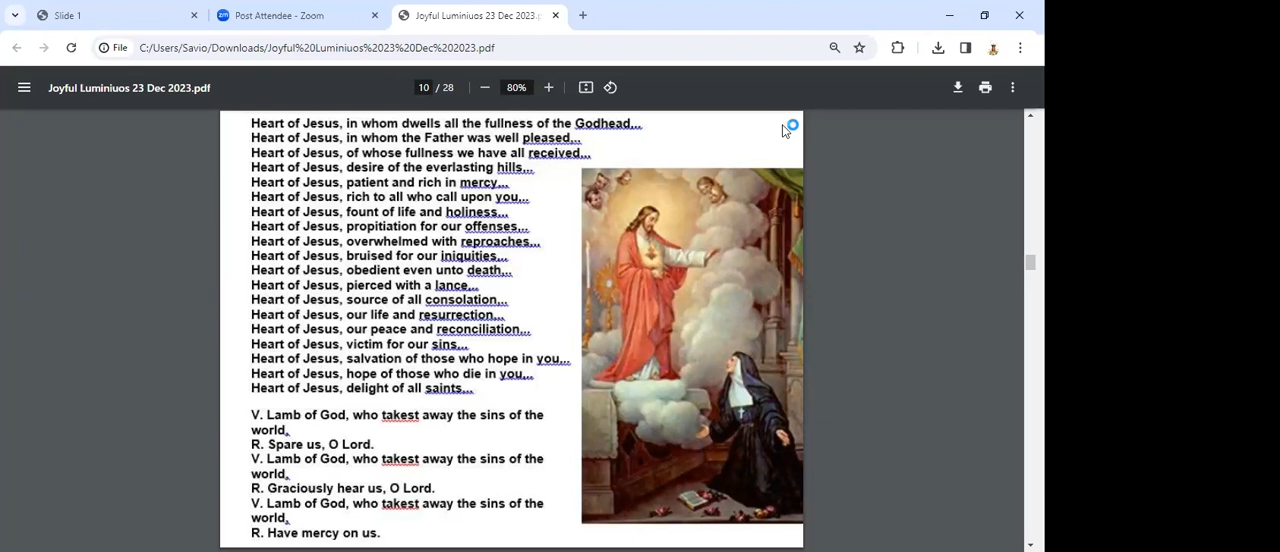 Slide 1
zm Post Attendee - Zoom
Joyful Luminiuos 23 Dec 2023.p
File C:/Users/Savio/Downloads/Joyful%20Luminiuos%2023%20Dec%202023.pdf
Joyful Luminiuos 23 Dec 2023.pdf
10 / 28
80%
Heart of Jesus, in whom dwells all the fullness of the Godhead...
Heart of Jesus, in whom the Father was well pleased...
Heart of Jesus, of whose fullness we have all received...
Heart of Jesus, desire of the everlasting hills...
Heart of Jesus, patient and rich in mercy...
Heart of Jesus, rich to all who call upon you...
Heart of Jesus, fount of life and holiness...
Heart of Jesus, propitiation for our offenses...
Heart of Jesus, overwhelmed with reproaches...
Heart of Jesus, bruised for our iniquities...
Heart of Jesus, obedient even unto death...
Heart of Jesus, pierced with a lance...
Heart of Jesus, source of all consolation...
Heart of Jesus, our life and resurrection...
Heart of Jesus, our peace and reconciliation...
Heart of Jesus, victim for our sins...
Heart of Jesus, salvation of those who hope in you...
Heart of Jesus, hope of those who die in you...
Heart of Jesus, delight of all saints...
V. Lamb of God, who takest away the sins of the
world,
R. Spare us, O Lord.
V. Lamb of God, who takest away the sins of the
world,
R. Graciously hear us, O Lord.
V. Lamb of God, who takest away the sins of the
world,
R. Have mercy on us.